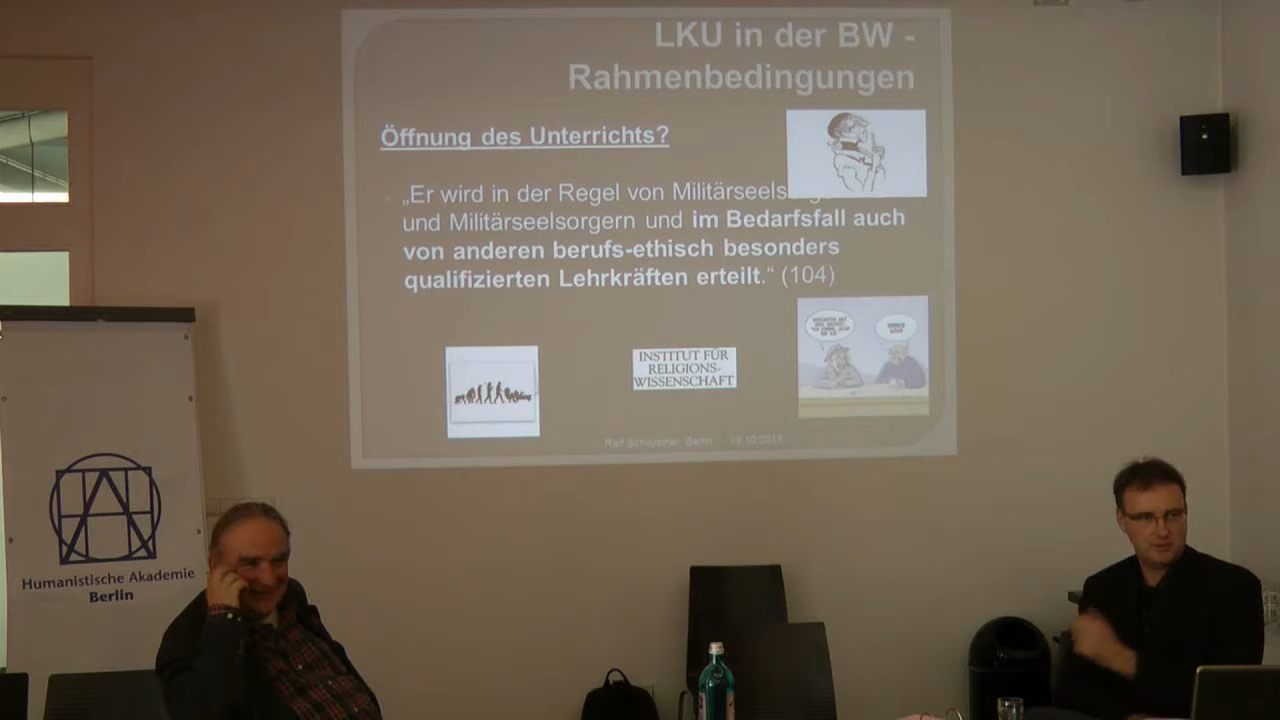 LKU in der BW -
Rahmenbedingungen
Öffnung des Unterrichts?
„Er wird in der Regel von
und Militärseelsorgern und im Bedarfsfall auch
von anderen berufs-ethisch besonders
qualifizierten Lehrkräften erteilt.“ (104)
INSTITUT FÜR
RELIGIONS-
WISSENSCHAFT
Berlin
Humanistische Akademie
Berlin